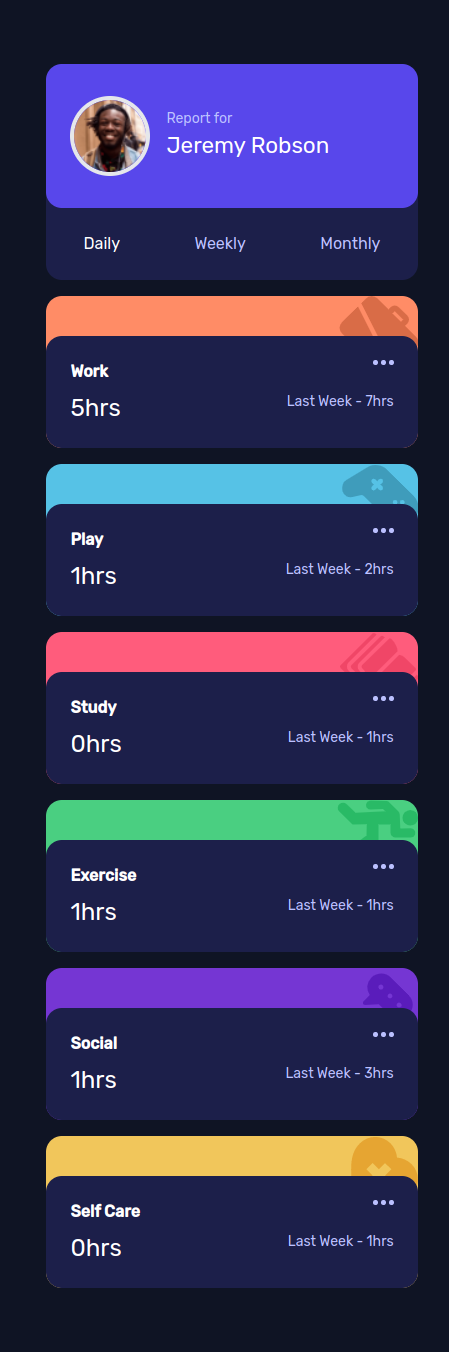 Report for
Jeremy Robson
Daily Weekly Monthly
Work
5hrs Last Week - 7hrs
Play
1hrs Last Week - 2hrs
Study
0hrs Last Week - 1hrs
Exercise
1hrs Last Week - 1hrs
Social
1hrs Last Week - 3hrs
Self Care
0hrs Last Week - 1hrs